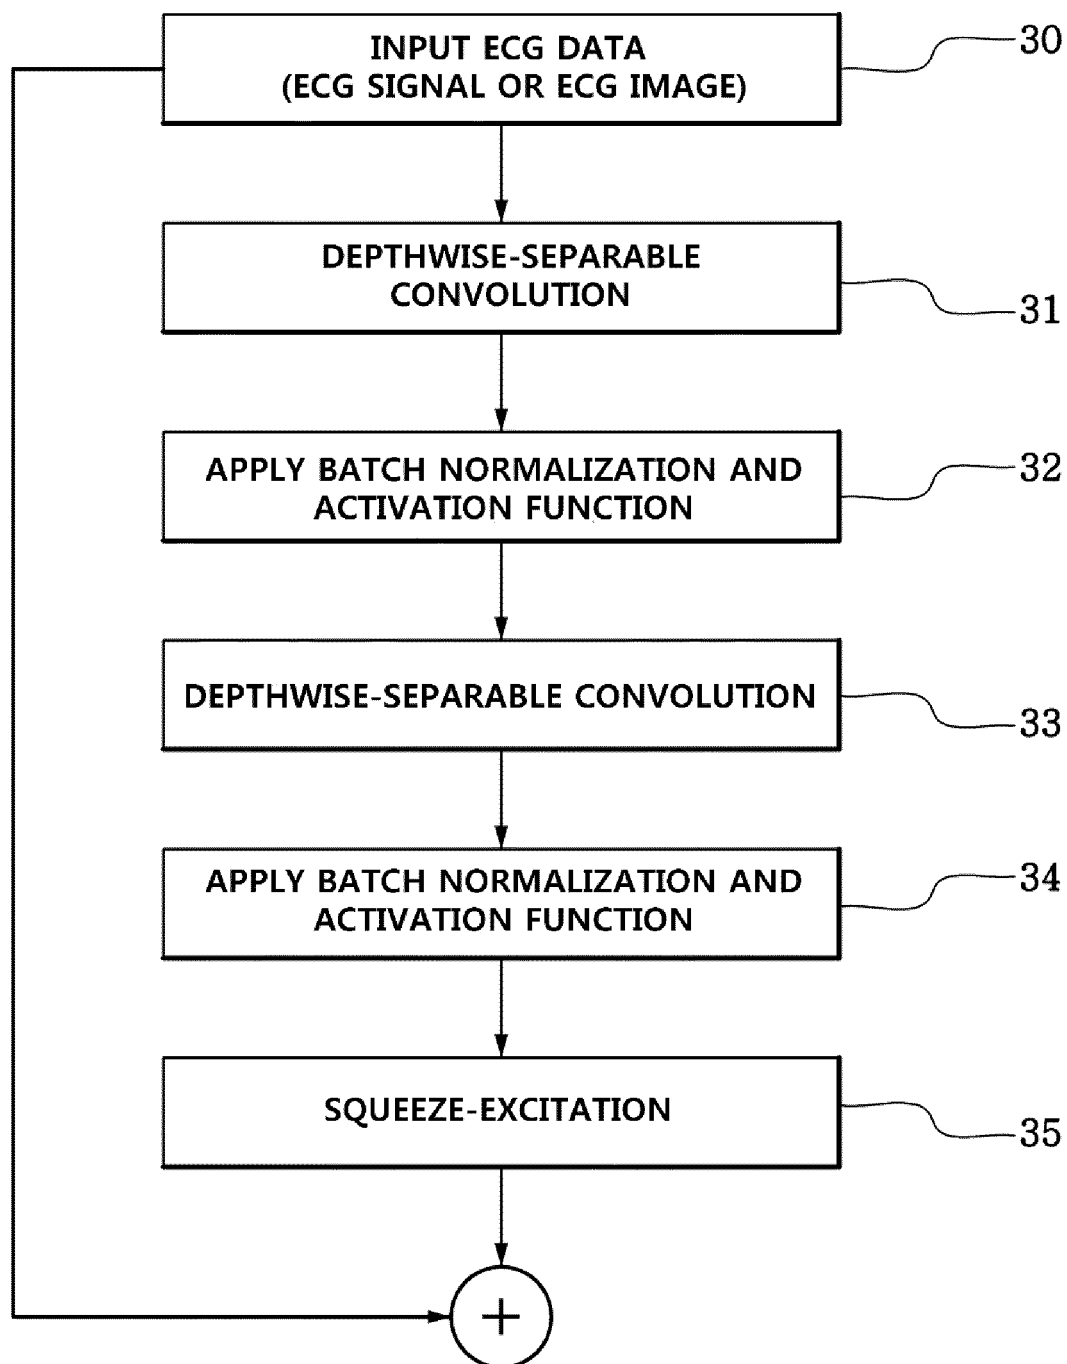 INPUT ECG DATA
(ECG SIGNAL OR ECG IMAGE)
30
DEPTHWISE-SEPARABLE
CONVOLUTION
31
APPLY BATCH NORMALIZATION AND
ACTIVATION FUNCTION
32
DEPTHWISE-SEPARABLE CONVOLUTION
33
APPLY BATCH NORMALIZATION AND
ACTIVATION FUNCTION
34
SQUEEZE-EXCITATION
35
+